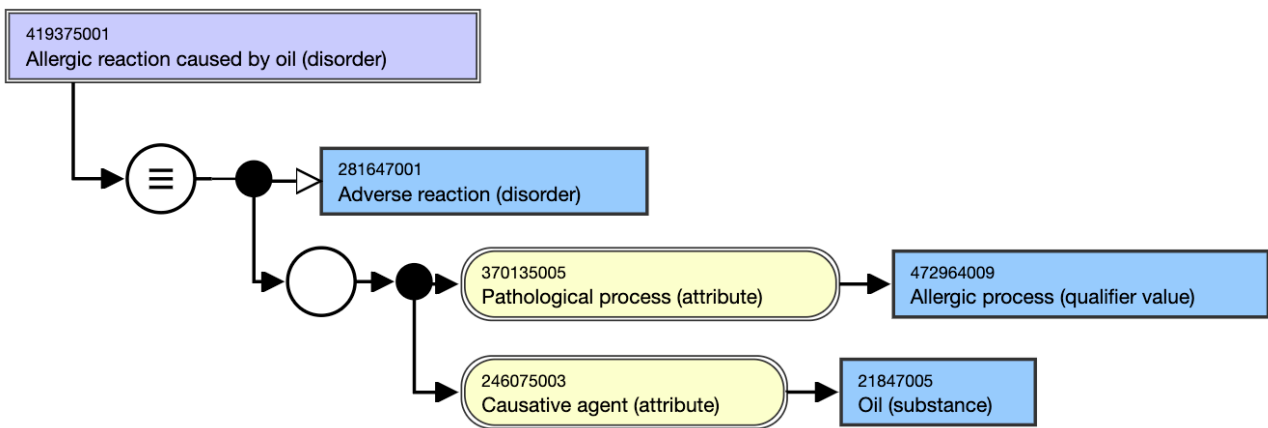 419375001
Allergic reaction caused by oil (disorder)
≡
281647001
Adverse reaction (disorder)
370135005
Pathological process (attribute)
472964009
Allergic process (qualifier value)
246075003
Causative agent (attribute)
21847005
Oil (substance)